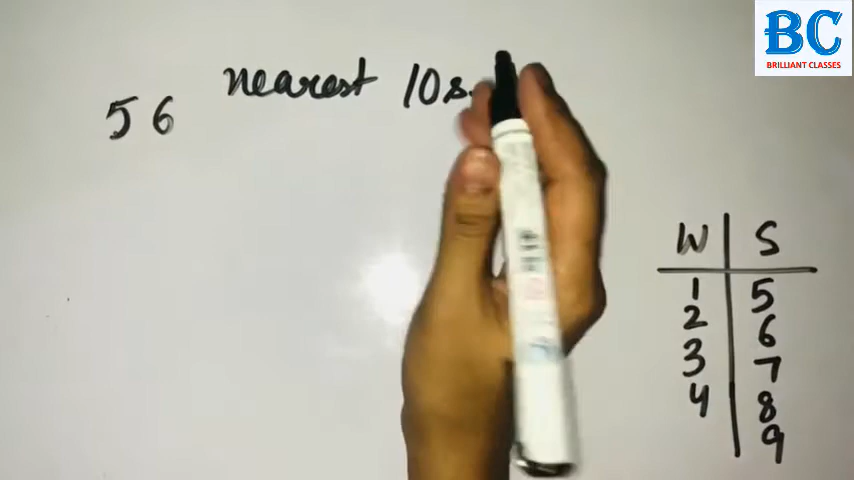 BC
BRILLIANT CLASSES
nearest 10s.
56
W S
1 5
2 6
3 7
4 8
9